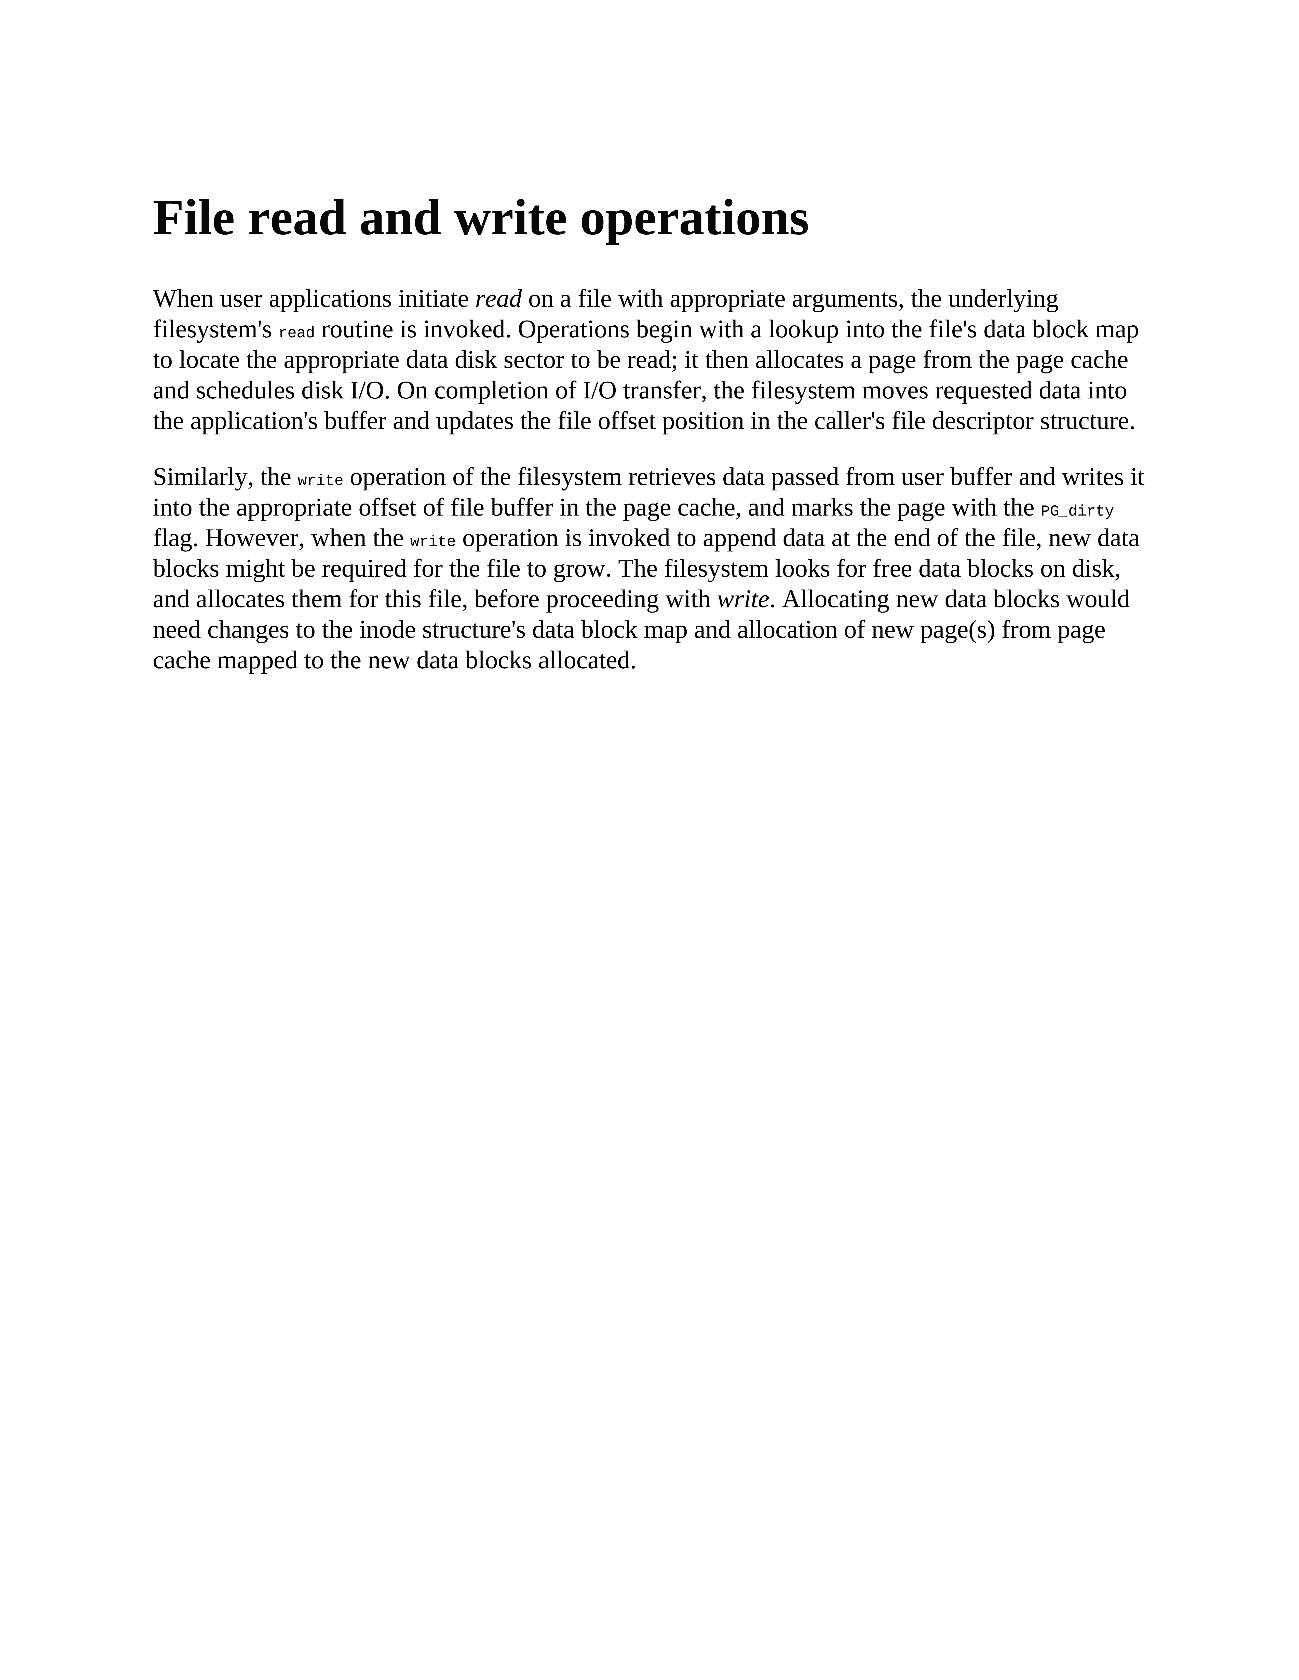 File read and write operations
When user applications initiate read on a file with appropriate arguments, the underlying
filesystem's read routine is invoked. Operations begin with a lookup into the file's data block map
to locate the appropriate data disk sector to be read; it then allocates a page from the page cache
and schedules disk I/O. On completion of I/O transfer, the filesystem moves requested data into
the application's buffer and updates the file offset position in the caller's file descriptor structure.
Similarly, the write operation of the filesystem retrieves data passed from user buffer and writes it
into the appropriate offset of file buffer in the page cache, and marks the page with the PG_dirty
flag. However, when the write operation is invoked to append data at the end of the file, new data
blocks might be required for the file to grow. The filesystem looks for free data blocks on disk,
and allocates them for this file, before proceeding with write. Allocating new data blocks would
need changes to the inode structure's data block map and allocation of new page(s) from page
cache mapped to the new data blocks allocated.